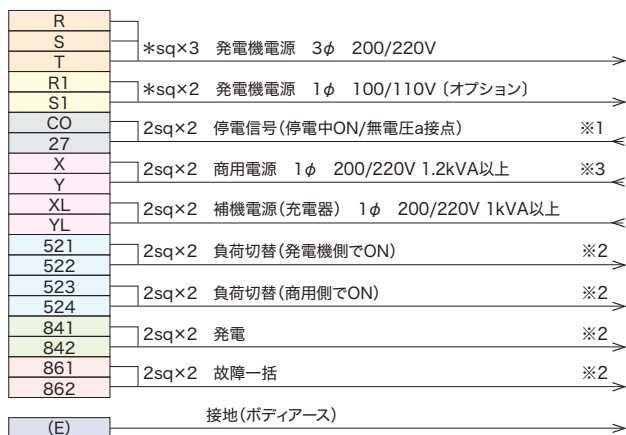 R
S
T
＊sq×3 発電機電源 3φ 200/220V
R1
S1
＊sq×2 発電機電源 1φ 100/110V〔オプション〕
CO
27
2sq×2 停電信号(停電中ON/無電圧a接点) ※1
X
Y
2sq×2 商用電源 1φ 200/220V 1.2kVA以上 ※3
XL
YL
2sq×2 補機電源(充電器) 1φ 200/220V 1kVA以上
521
522
2sq×2 負荷切替(発電機側でON) ※2
523
524
2sq×2 負荷切替(商用側でON) ※2
841
842
2sq×2 発電 ※2
861
862
2sq×2 故障一括 ※2
(E)
接地(ボディアース)